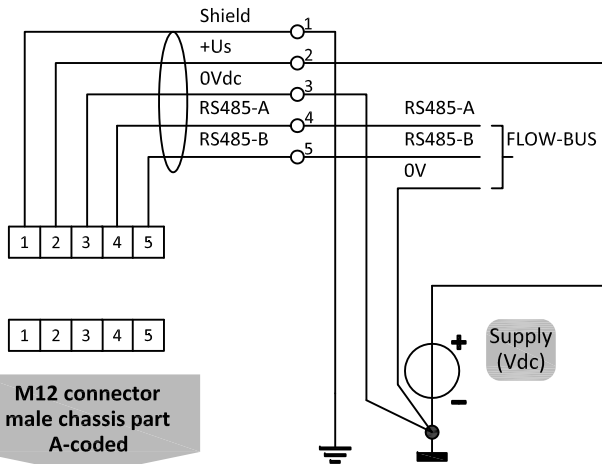 Shield
1
+Us
2
0Vdc
3
RS485-A
4
RS485-A
RS485-B
5
RS485-B
FLOW-BUS
0V
1 2 3 4 5
1 2 3 4 5
+
Supply
(Vdc)
–
M12 connector
male chassis part
A-coded